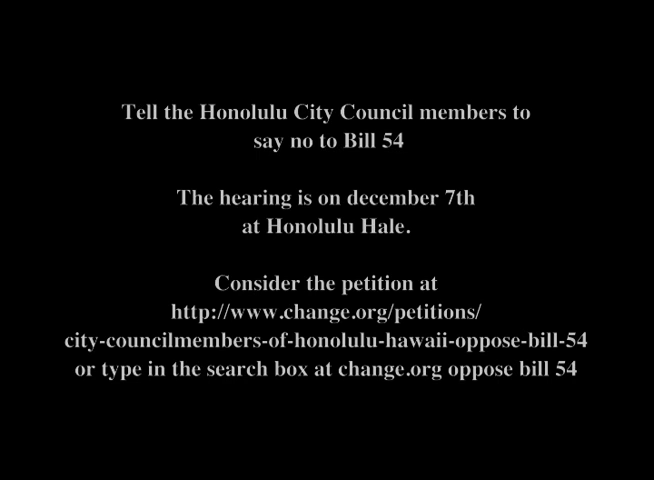 Tell the Honolulu City Council members to
say no to Bill 54
The hearing is on december 7th
at Honolulu Hale.
Consider the petition at
http://www.change.org/petitions/
city-councilmembers-of-honolulu-hawaii-oppose-bill-54
or type in the search box at change.org oppose bill 54